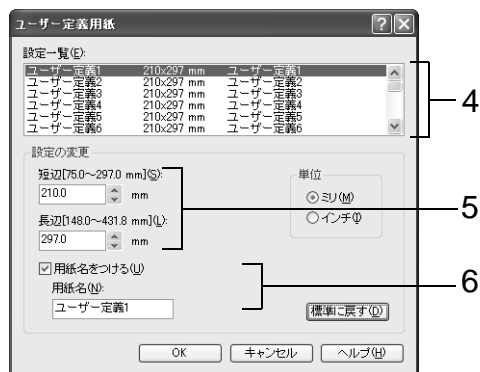 ユーザー定義用紙
設定一覧(E):
ユーザー定義1 210x297 mm ユーザー定義1
ユーザー定義2 210x297 mm ユーザー定義2
ユーザー定義3 210x297 mm ユーザー定義3
ユーザー定義4 210x297 mm ユーザー定義4
ユーザー定義5 210x297 mm ユーザー定義5
ユーザー定義6 210x297 mm ユーザー定義6
4
設定の変更
短辺[75.0～297.0 mm](S):
210.0 mm
長辺[148.0～431.8 mm](L):
297.0 mm
単位
ミリ(M)
インチ(I)
5
用紙名をつける(U)
用紙名(N):
ユーザー定義1
6
標準に戻す(D)
OK キャンセル ヘルプ(H)